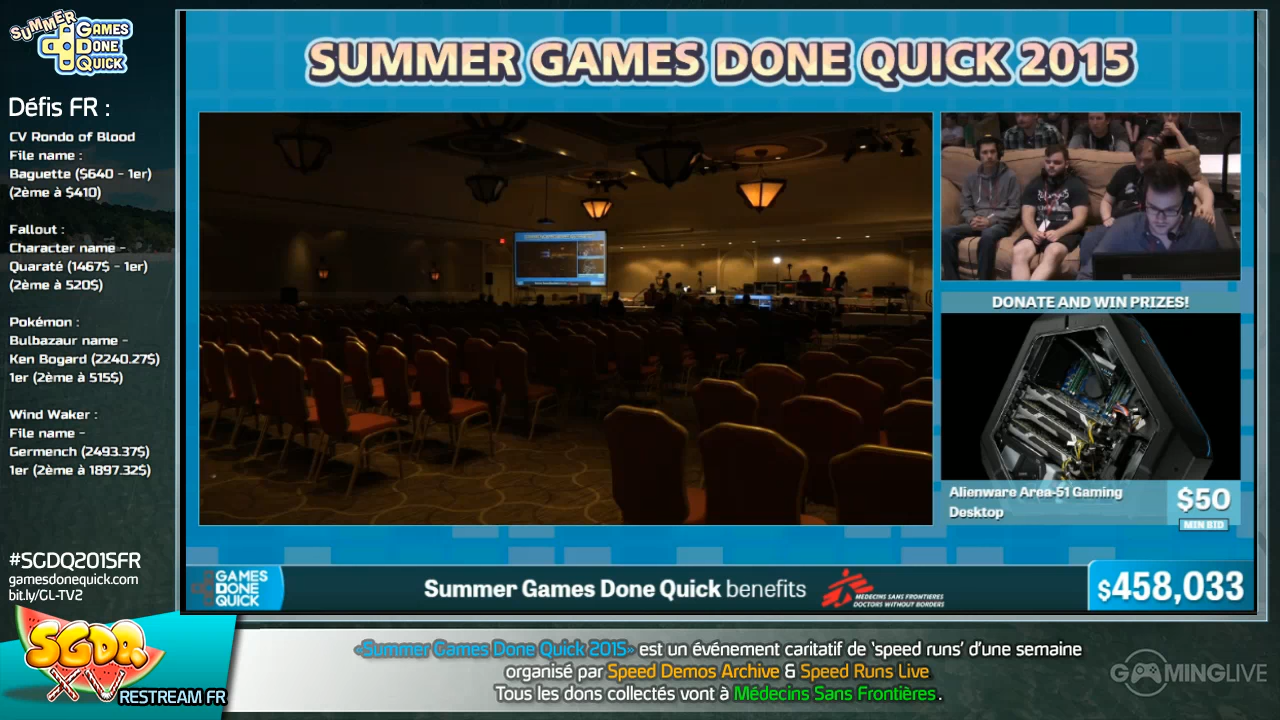 SUMMER
GAMES
DONE
QUICK
Défis FR :
CV Rondo of Blood
File name :
Baguette ($640 - 1er)
(2ème à $410)
Fallout :
Character name -
Quaraté (1467$ - 1er)
(2ème à 520$)
Pokémon :
Bulbazaur name -
Ken Bogard (2240.27$)
1er (2ème à 515$)
Wind Waker :
File name -
Germench (2493.37$)
1er (2ème à 1897.32$)
#SGDQ2015FR
gamesdonequick.com
bit.ly/GL-TV2
SUMMER GAMES DONE QUICK 2015
DONATE AND WIN PRIZES!
Alienware Area-51 Gaming
Desktop
$50
MIN BID
GAMES
DONE
QUICK
Summer Games Done Quick benefits
MEDECINS SANS FRONTIERES
DOCTORS WITHOUT BORDERS
$458,033
SGDQ
XV
RESTREAM FR
«Summer Games Done Quick 2015» est un événement caritatif de 'speed runs' d'une semaine
organisé par Speed Demos Archive & Speed Runs Live
Tous les dons collectés vont à Médecins Sans Frontières.
GAMINGLIVE